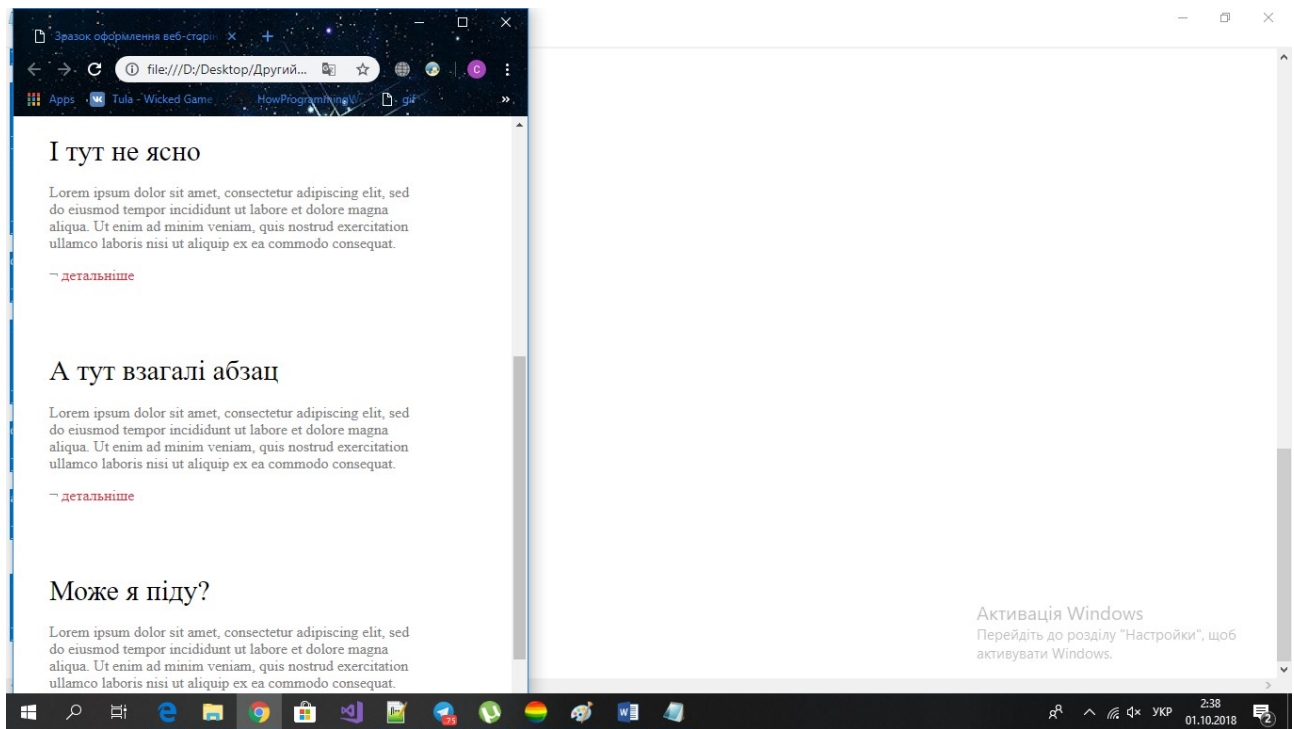 Зразок оформлення веб-сторін
file:///D:/Desktop/Другий...
C
Apps
Tula - Wicked Game
HowProgrammingW
gif
»
І тут не ясно
Lorem ipsum dolor sit amet, consectetur adipiscing elit, sed
do eiusmod tempor incididunt ut labore et dolore magna
aliqua. Ut enim ad minim veniam, quis nostrud exercitation
ullamco laboris nisi ut aliquip ex ea commodo consequat.
¬ детальніше
А тут взагалі абзац
Lorem ipsum dolor sit amet, consectetur adipiscing elit, sed
do eiusmod tempor incididunt ut labore et dolore magna
aliqua. Ut enim ad minim veniam, quis nostrud exercitation
ullamco laboris nisi ut aliquip ex ea commodo consequat.
¬ детальніше
Може я піду?
Lorem ipsum dolor sit amet, consectetur adipiscing elit, sed
do eiusmod tempor incididunt ut labore et dolore magna
aliqua. Ut enim ad minim veniam, quis nostrud exercitation
ullamco laboris nisi ut aliquip ex ea commodo consequat.
Активація Windows
Перейдіть до розділу "Настройки", щоб
активувати Windows.
75
УКР
2:38
01.10.2018
2